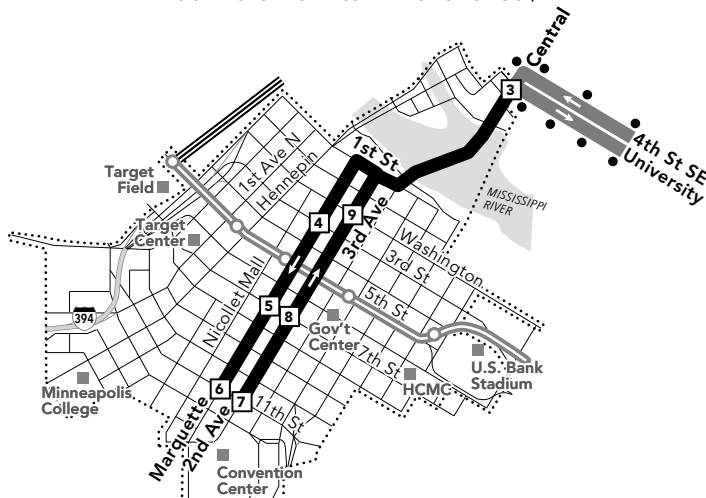 Central
3
4th St SE
University
1st St
1st Ave N
Hennepin
Target
Field
MISSISSIPPI
RIVER
4
9
3rd Ave
Target
Center
Washington
3rd St
Nicollet Mall
5th St
5
8
394
Gov't
Center
7th St
U.S. Bank
Stadium
HCMC
Minneapolis
College
6
7
11th St
Marquette
2nd Ave
Convention
Center